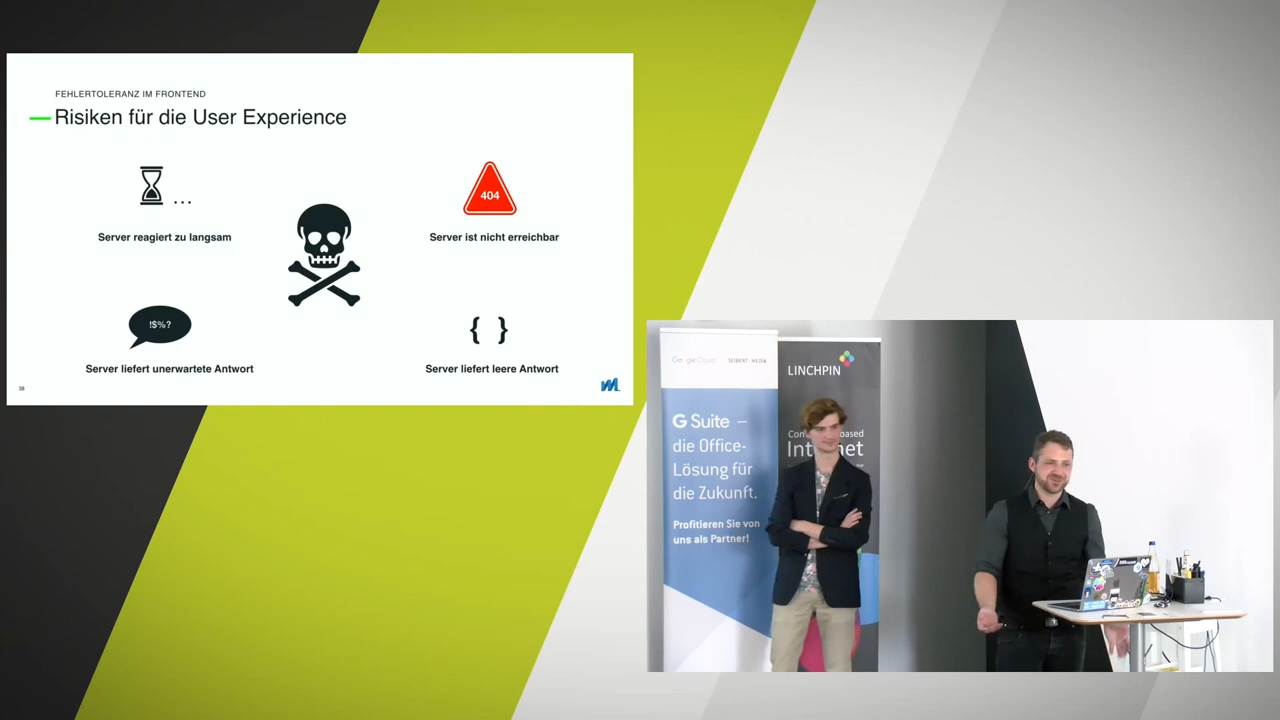 FEHLERTOLERANZ IM FRONTEND
Risiken für die User Experience
404
Server reagiert zu langsam
Server ist nicht erreichbar
!$%?
{ }
Server liefert unerwartete Antwort
Server liefert leere Antwort
38
Google Cloud
SEIBERT MEDIA
G Suite –
die Office-
Lösung für
die Zukunft.
Profitieren Sie von
uns als Partner!
LINCHPIN